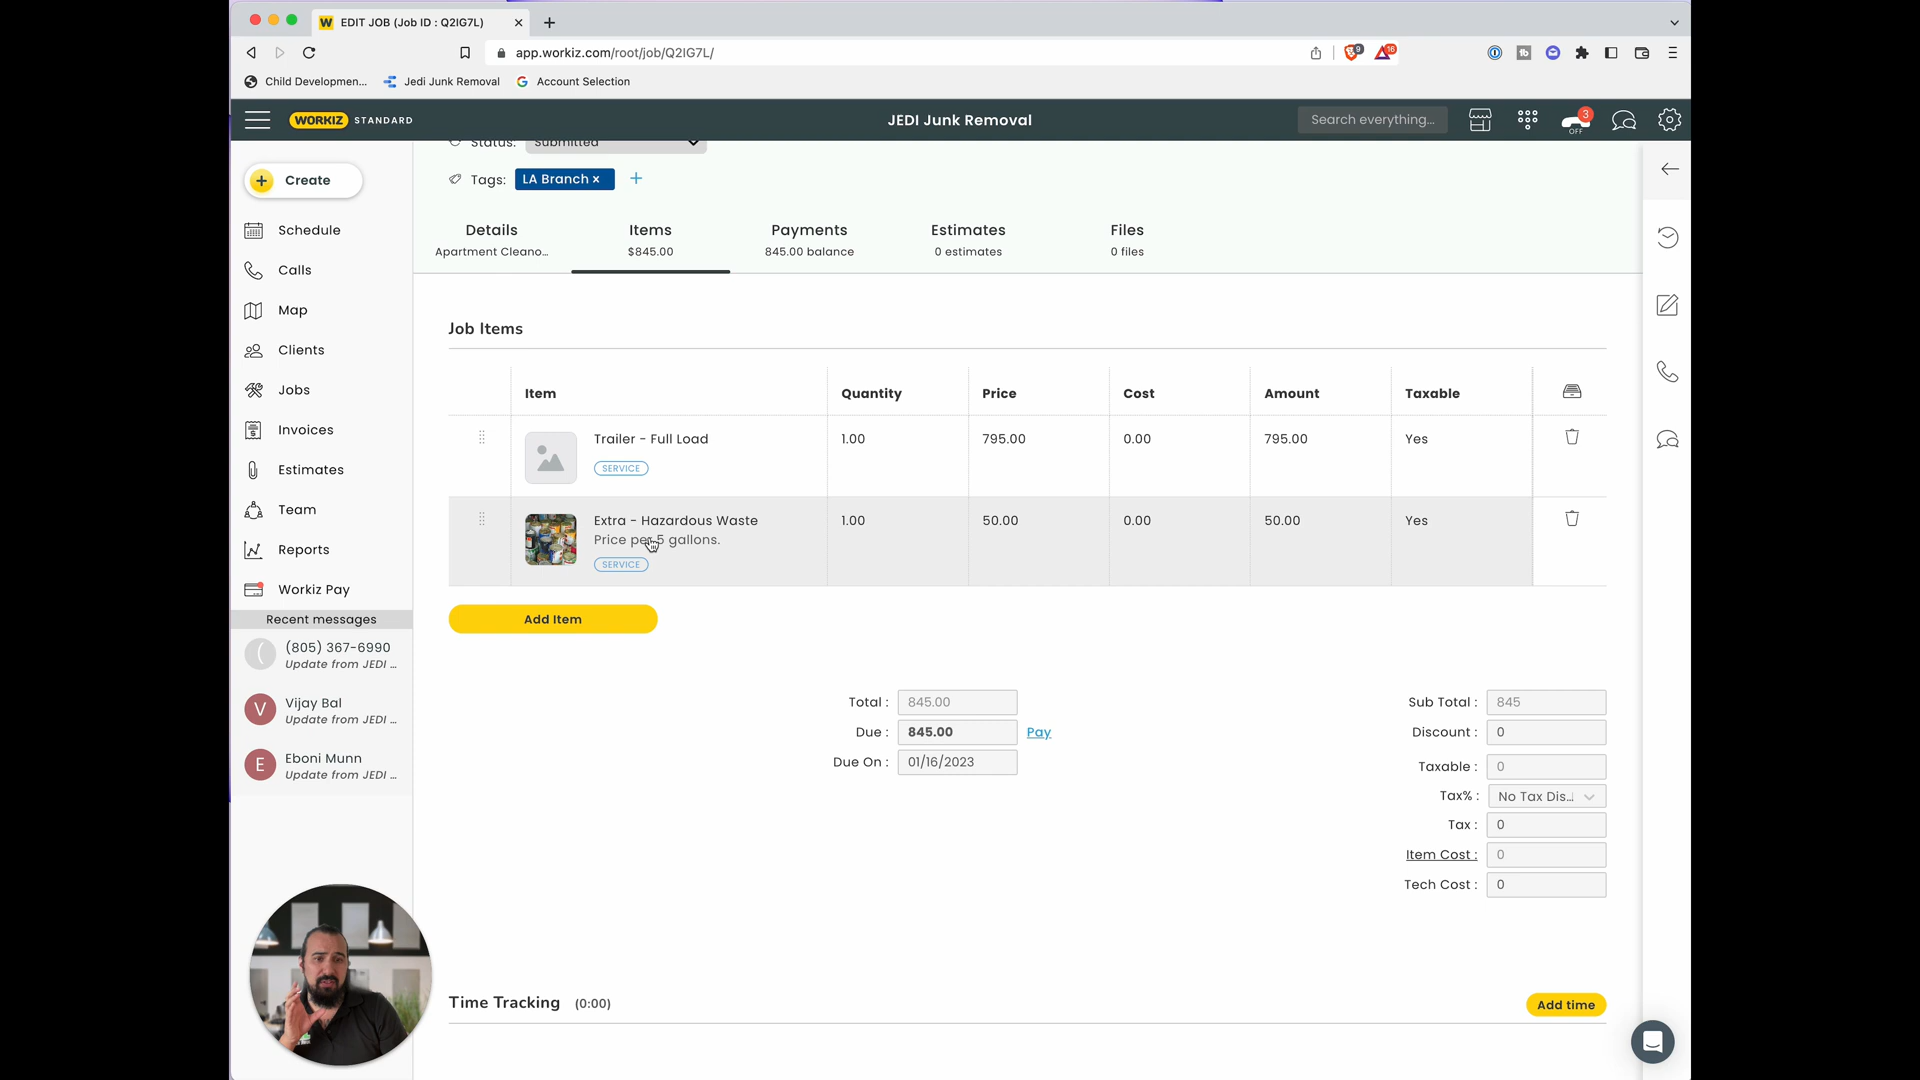 W EDIT JOB (Job ID : Q2IG7L)
app.workiz.com/root/job/Q2IG7L/
9
16
Child Developmen...
Jedi Junk Removal
Account Selection
WORKIZ STANDARD
JEDI Junk Removal
Search everything...
3
OFF
Create
Schedule
Calls
Map
Clients
Jobs
Invoices
Estimates
Team
Reports
Workiz Pay
Recent messages
(805) 367-6990
Update from JEDI ...
V
Vijay Bal
Update from JEDI ...
E
Eboni Munn
Update from JEDI ...
Status: Submitted
Tags: LA Branch × +
Details
Apartment Cleano...
Items
$845.00
Payments
845.00 balance
Estimates
0 estimates
Files
0 files
Job Items
Item Quantity Price Cost Amount Taxable
Trailer - Full Load 1.00 795.00 0.00 795.00 Yes
SERVICE
Extra - Hazardous Waste 1.00 50.00 0.00 50.00 Yes
Price per 5 gallons.
SERVICE
Add Item
Total : 845.00
Due : 845.00 Pay
Due On : 01/16/2023
Sub Total : 845
Discount : 0
Taxable : 0
Tax% : No Tax Dis...
Tax : 0
Item Cost : 0
Tech Cost : 0
Time Tracking (0:00)
Add time